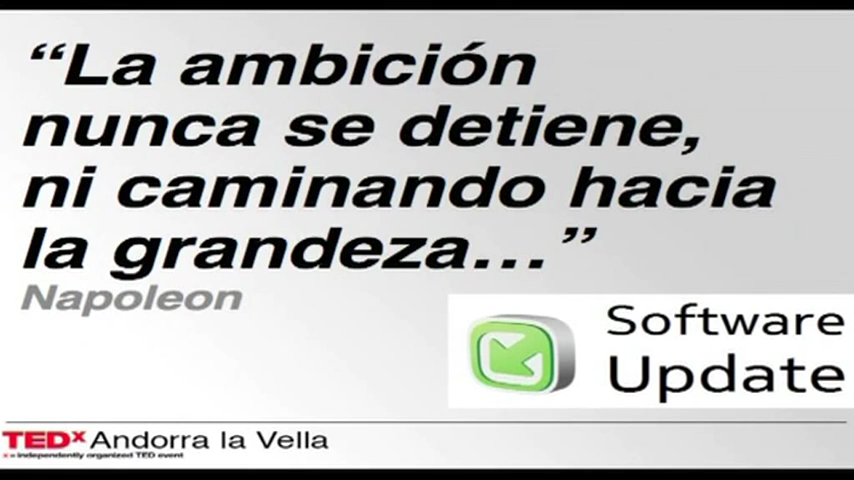 “La ambición
nunca se detiene,
ni caminando hacia
la grandeza...”
Napoleon
Software
Update
TEDx Andorra la Vella
x = independently organized TED event